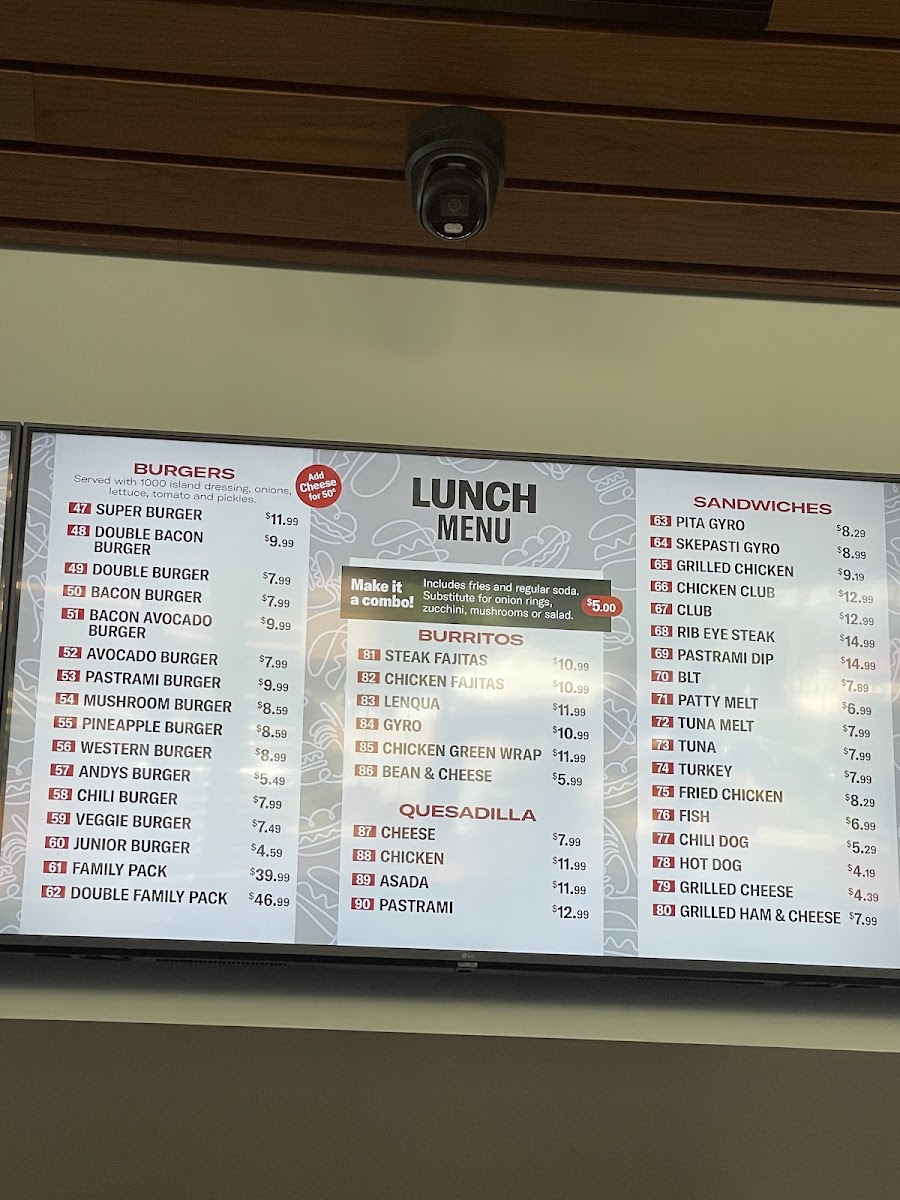 BURGERS
Served with 1000 island dressing, onions,
lettuce, tomato and pickles.
Add
Cheese
for 50¢
47 SUPER BURGER $11.99
48 DOUBLE BACON
BURGER $9.99
49 DOUBLE BURGER $7.99
50 BACON BURGER $7.99
51 BACON AVOCADO
BURGER $9.99
52 AVOCADO BURGER $7.99
53 PASTRAMI BURGER $9.99
54 MUSHROOM BURGER $8.59
55 PINEAPPLE BURGER $8.59
56 WESTERN BURGER $8.99
57 ANDYS BURGER $5.49
58 CHILI BURGER $7.99
59 VEGGIE BURGER $7.49
60 JUNIOR BURGER $4.59
61 FAMILY PACK $39.99
62 DOUBLE FAMILY PACK $46.99
LUNCH
MENU
Make it
a combo!
Includes fries and regular soda.
Substitute for onion rings,
zucchini, mushrooms or salad.
$5.00
BURRITOS
81 STEAK FAJITAS $10.99
82 CHICKEN FAJITAS $10.99
83 LENQUA $11.99
84 GYRO $10.99
85 CHICKEN GREEN WRAP $11.99
86 BEAN & CHEESE $5.99
QUESADILLA
87 CHEESE $7.99
88 CHICKEN $11.99
89 ASADA $11.99
90 PASTRAMI $12.99
SANDWICHES
63 PITA GYRO $8.29
64 SKEPASTI GYRO $8.99
65 GRILLED CHICKEN $9.19
66 CHICKEN CLUB $12.99
67 CLUB $12.99
68 RIB EYE STEAK $14.99
69 PASTRAMI DIP $14.99
70 BLT $7.89
71 PATTY MELT $6.99
72 TUNA MELT $7.99
73 TUNA $7.99
74 TURKEY $7.99
75 FRIED CHICKEN $8.29
76 FISH $6.99
77 CHILI DOG $5.29
78 HOT DOG $4.19
79 GRILLED CHEESE $4.39
80 GRILLED HAM & CHEESE $7.99
LG